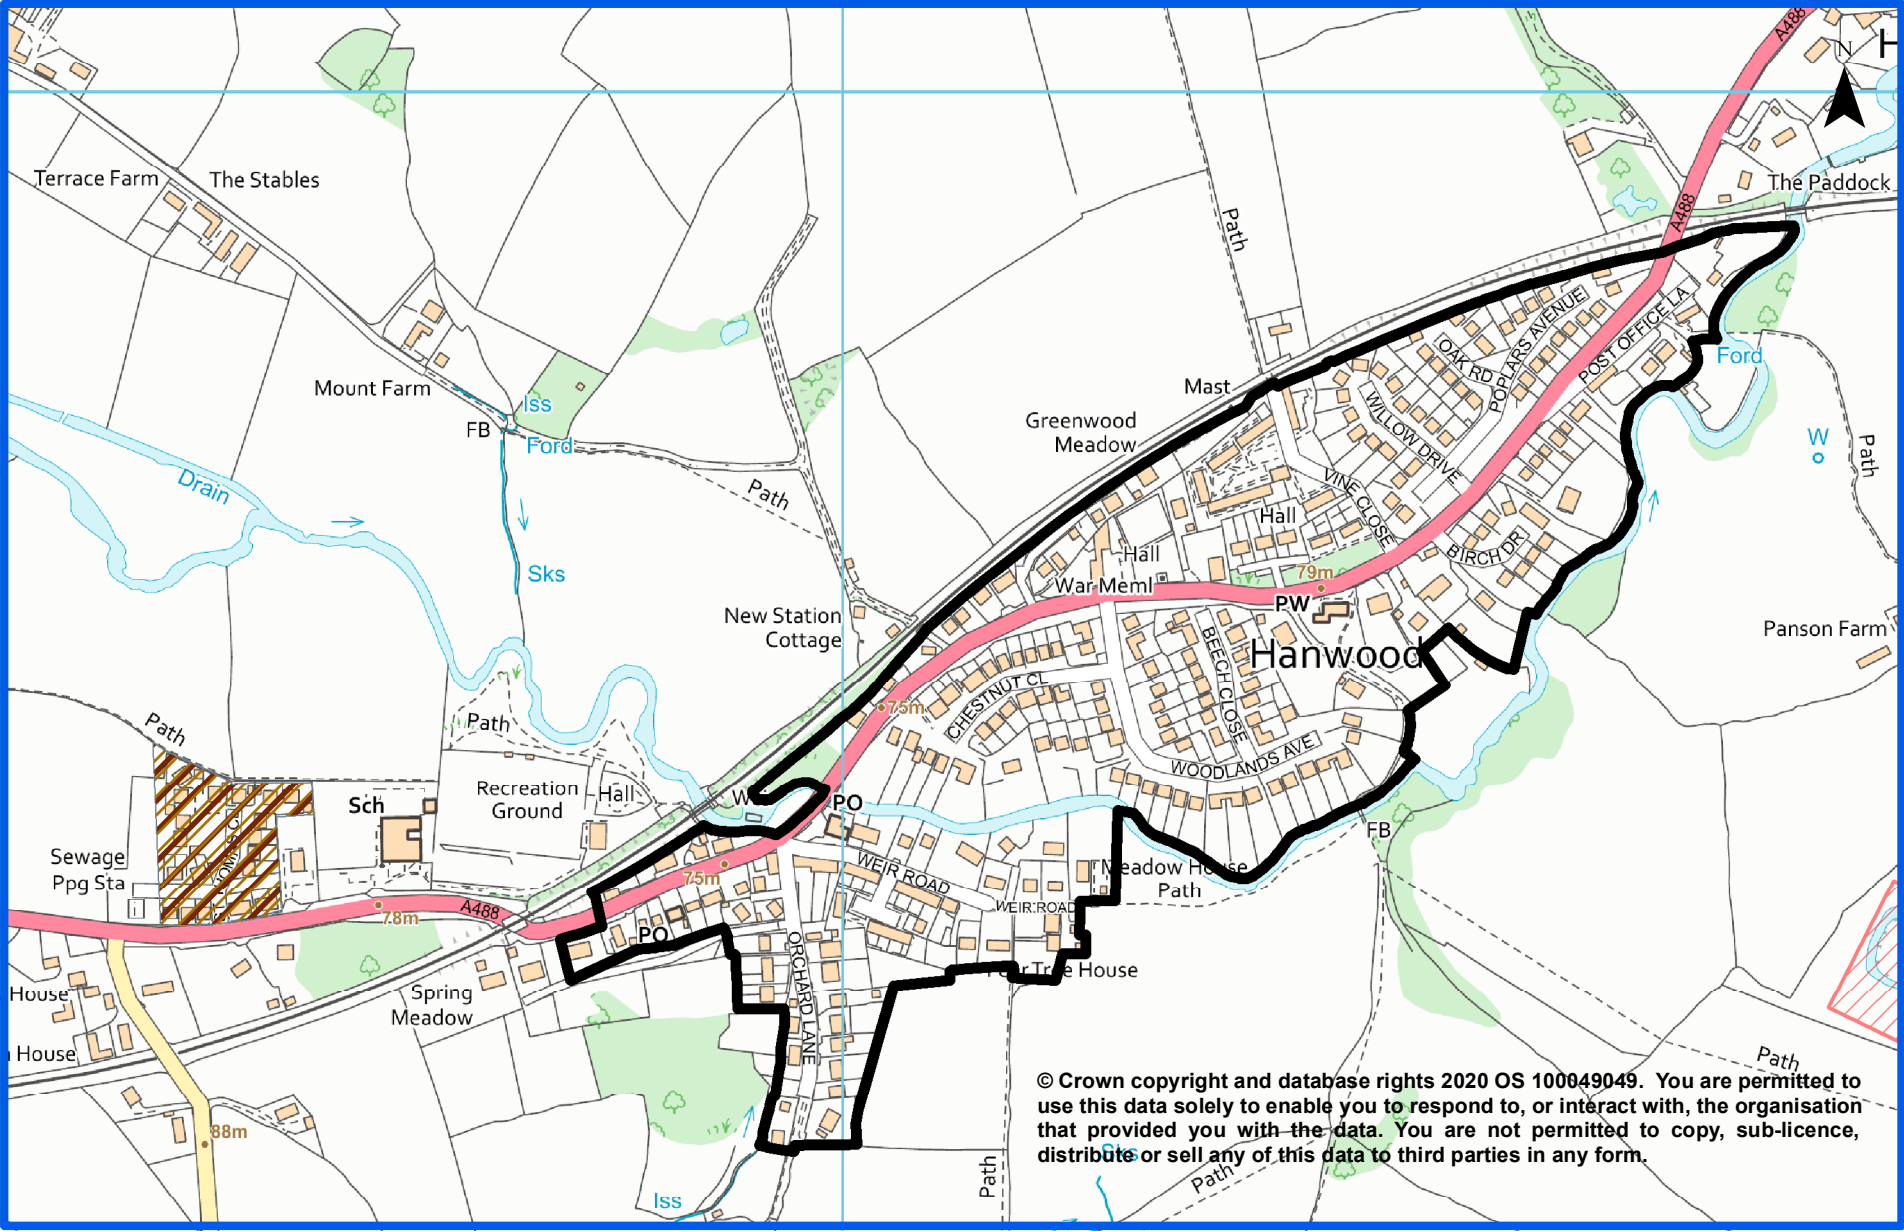 A488
N
H
Terrace Farm
The Stables
The Paddock
A488
Path
Mount Farm
Iss
FB
Ford
Mast
Greenwood
Meadow
OAK RD
POPLARS AVENUE
POST OFFICE LA
Ford
WILLOW DRIVE
W
Path
Drain
Path
VINE CLOSE
Hall
BIRCH DR
Hall
War Meml
79m
PW
Sks
New Station
Cottage
BEECH CLOSE
Hanwood
Panson Farm
CHESTNUT CL
75m
Path
Path
WOODLANDS AVE
Recreation
Ground
Hall
Sch
PO
FB
Sewage
Ppg Sta
75m
WEIR ROAD
Meadow House
Path
WEIR ROAD
78m
A488
PO
ORCHARD LANE
Tree House
House
Spring
Meadow
House
88m
Path
© Crown copyright and database rights 2020 OS 100049049. You are permitted to
use this data solely to enable you to respond to, or interact with, the organisation
that provided you with the data. You are not permitted to copy, sub-licence,
distribute or sell any of this data to third parties in any form.
Sks
Path
Path
Iss